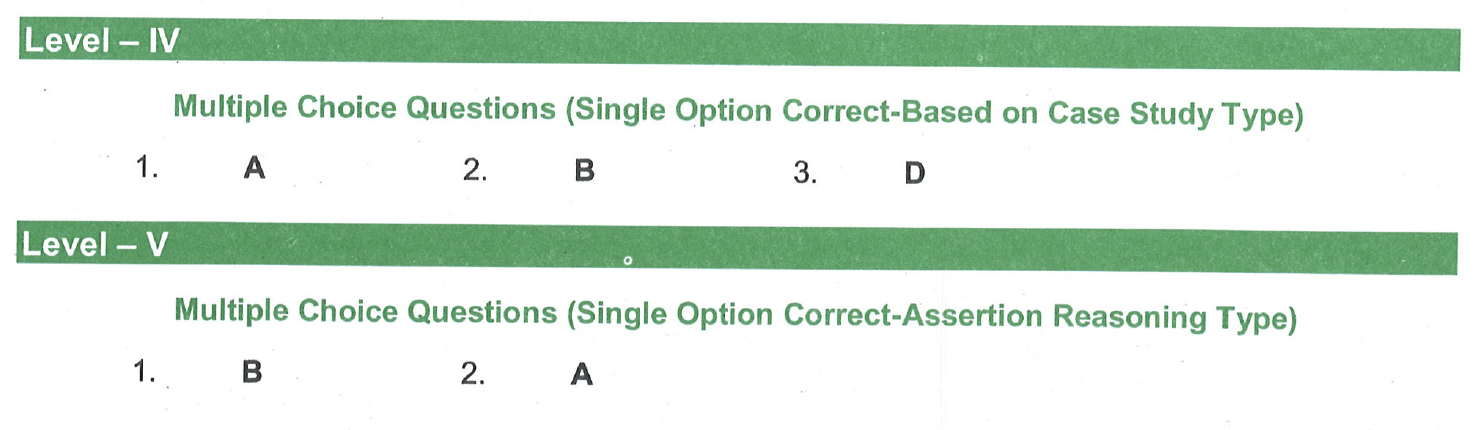 Level – IV
Multiple Choice Questions (Single Option Correct-Based on Case Study Type)
1. A 2. B 3. D
Level – V
Multiple Choice Questions (Single Option Correct-Assertion Reasoning Type)
1. B 2. A